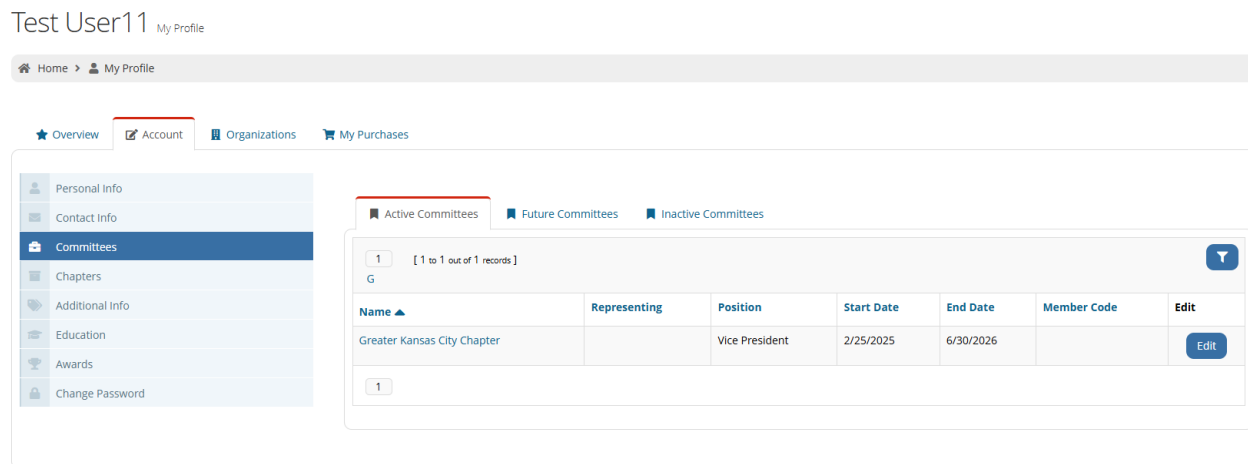 Test User11 My Profile
Home > My Profile
Overview Account Organizations My Purchases
Personal Info
Contact Info
Committees
Chapters
Additional Info
Education
Awards
Change Password
Active Committees Future Committees Inactive Committees
1 [ 1 to 1 out of 1 records ]
G
Name Representing Position Start Date End Date Member Code Edit
Greater Kansas City Chapter Vice President 2/25/2025 6/30/2026 Edit
1